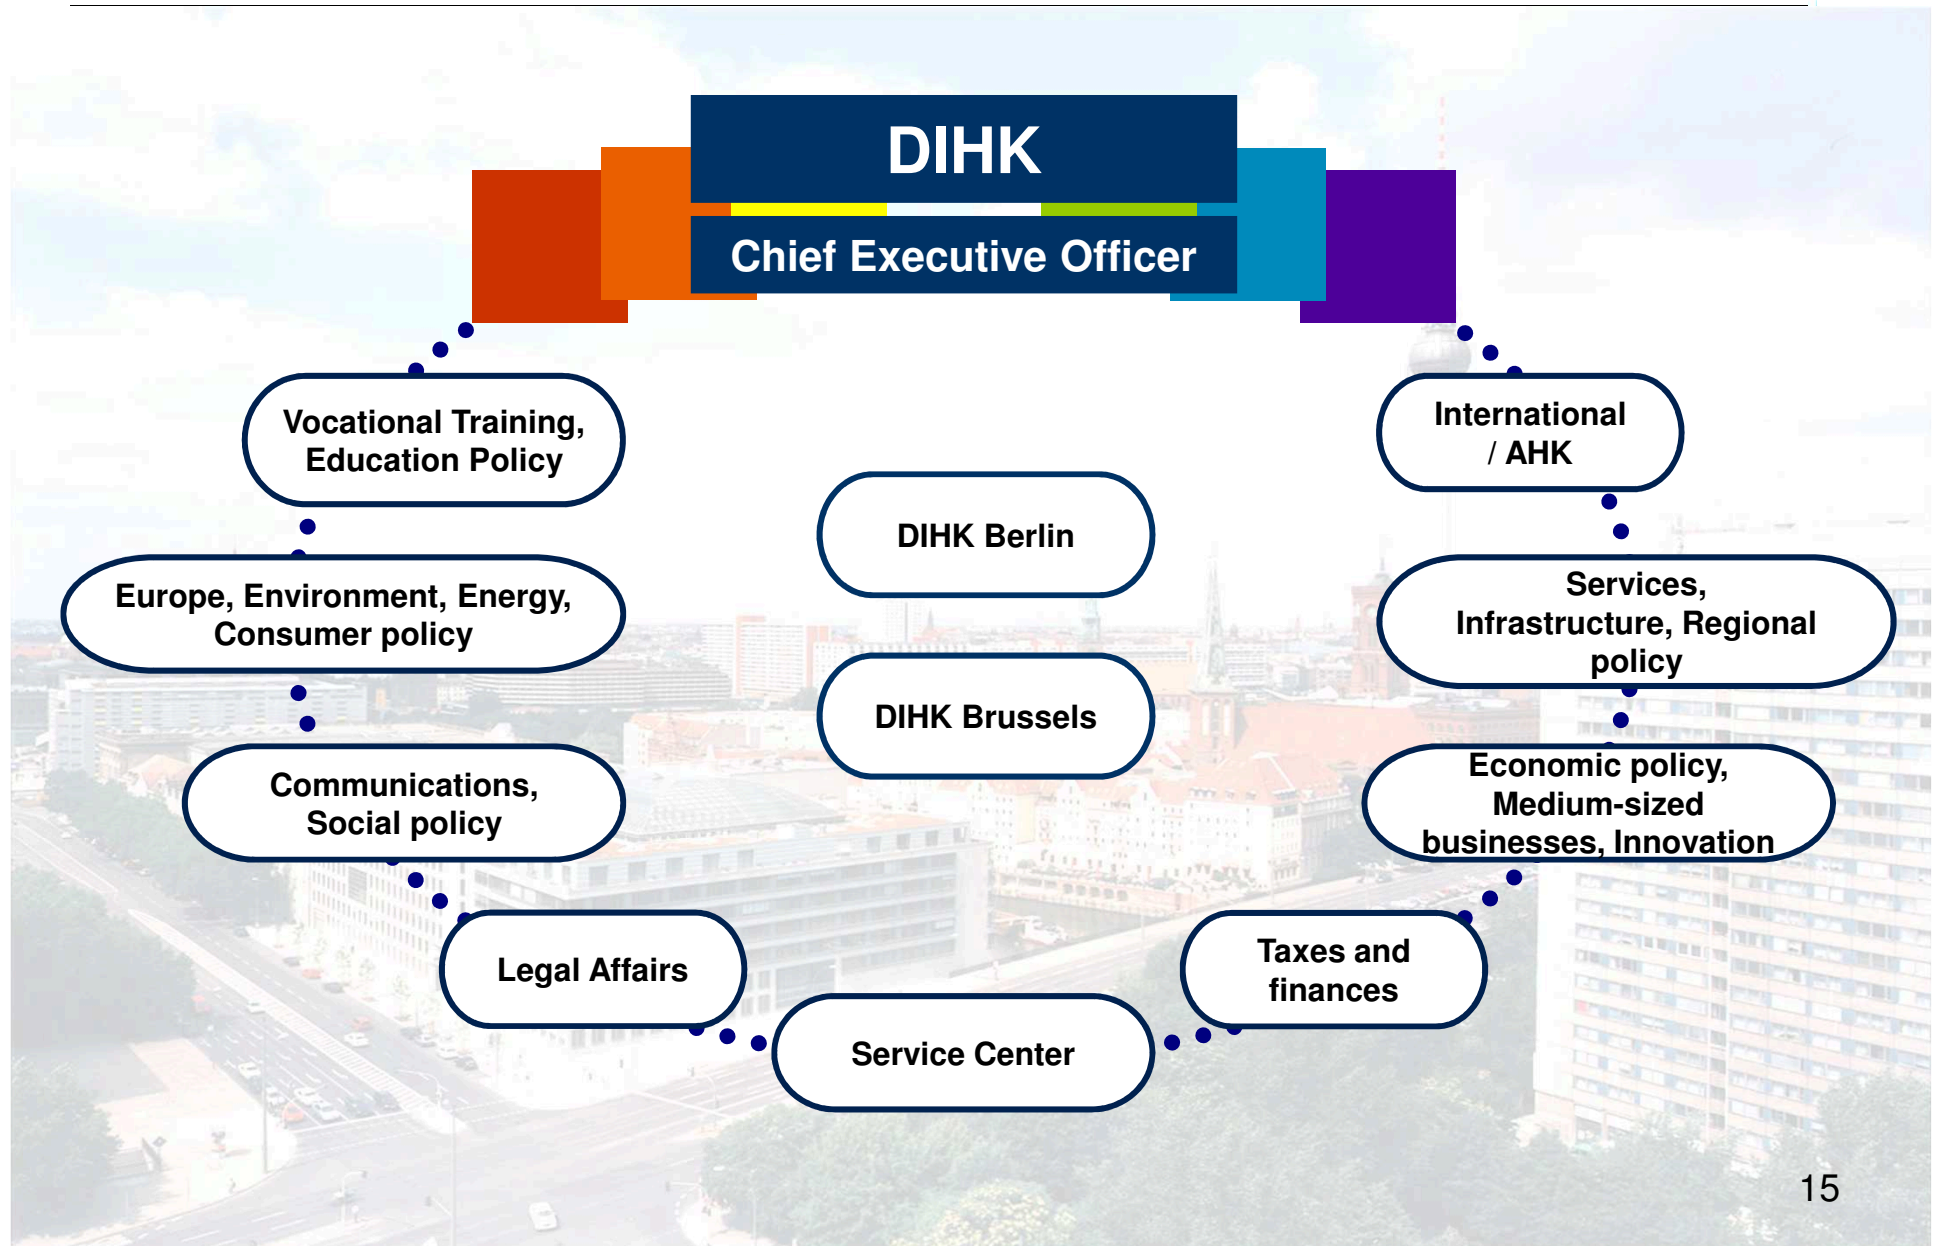 DIHK
Chief Executive Officer
Vocational Training,
Education Policy
International
/ AHK
DIHK Berlin
Europe, Environment, Energy,
Consumer policy
Services,
Infrastructure, Regional
policy
DIHK Brussels
Communications,
Social policy
Economic policy,
Medium-sized
businesses, Innovation
Legal Affairs
Taxes and
finances
Service Center
15